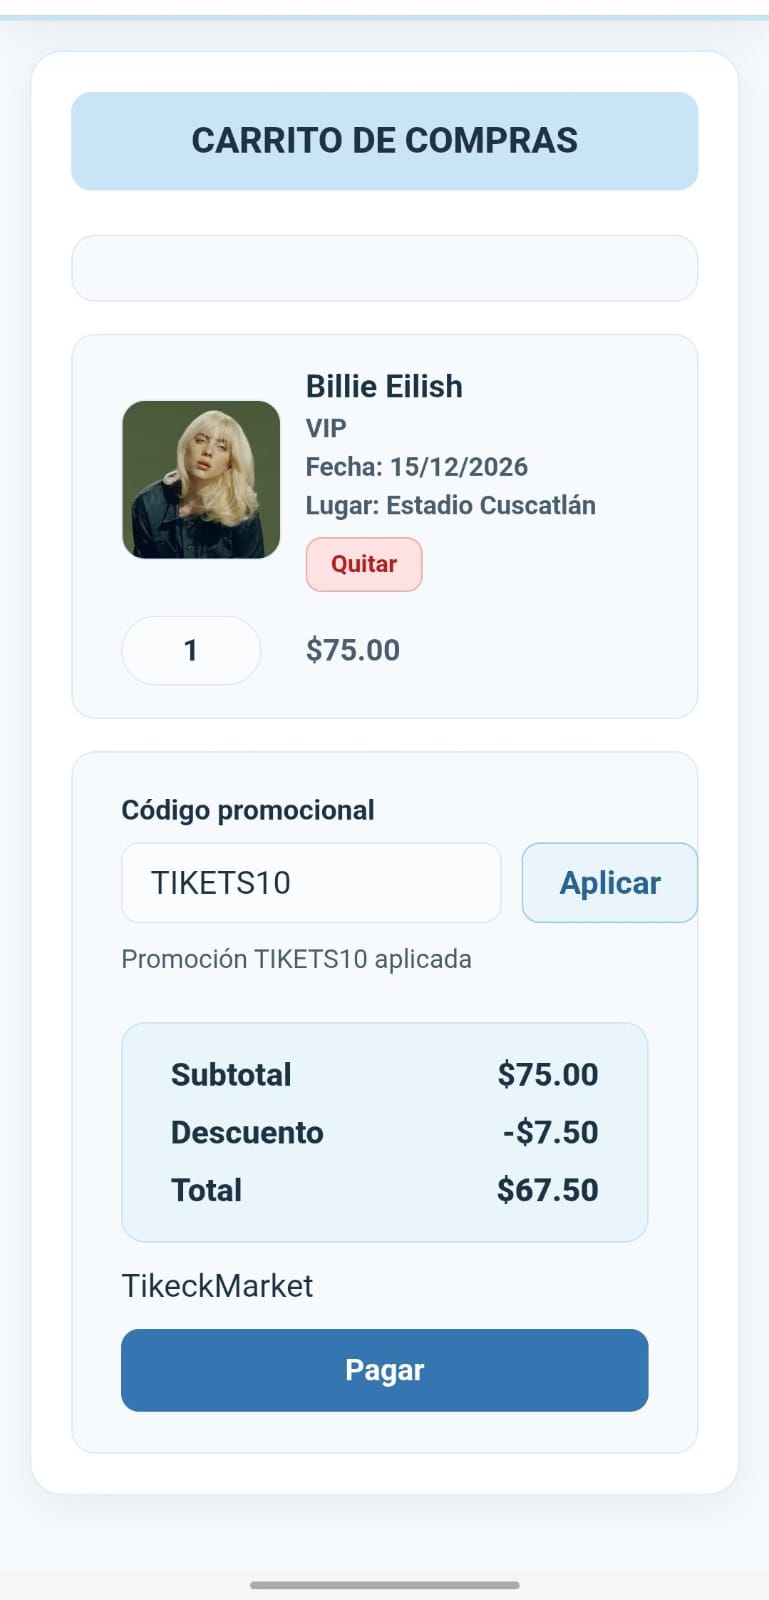 CARRITO DE COMPRAS
Billie Eilish
VIP
Fecha: 15/12/2026
Lugar: Estadio Cuscatlán
Quitar
1
$75.00
Código promocional
TIKETS10
Aplicar
Promoción TIKETS10 aplicada
Subtotal $75.00
Descuento -$7.50
Total $67.50
TikeckMarket
Pagar